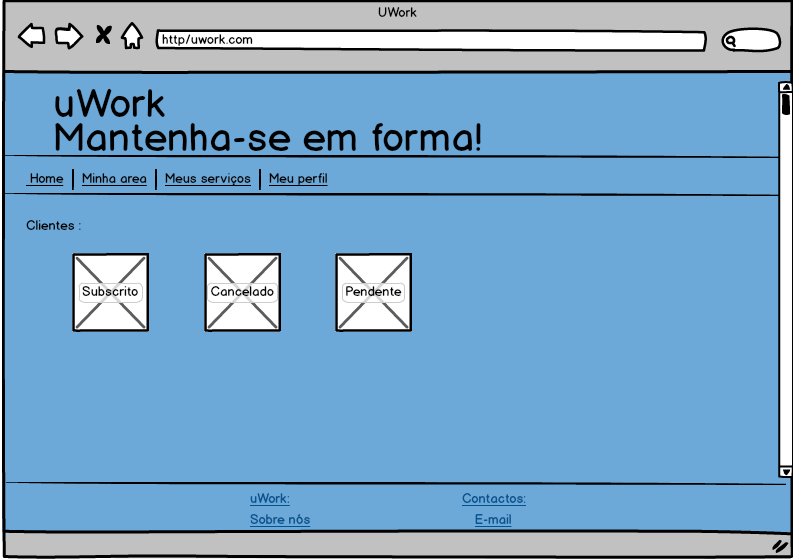 UWork
http/uwork.com
uWork
Mantenha-se em forma!
Home Minha area Meus serviços Meu perfil
Clientes :
Subscrito Cancelado Pendente
uWork: Contactos:
Sobre nós E-mail